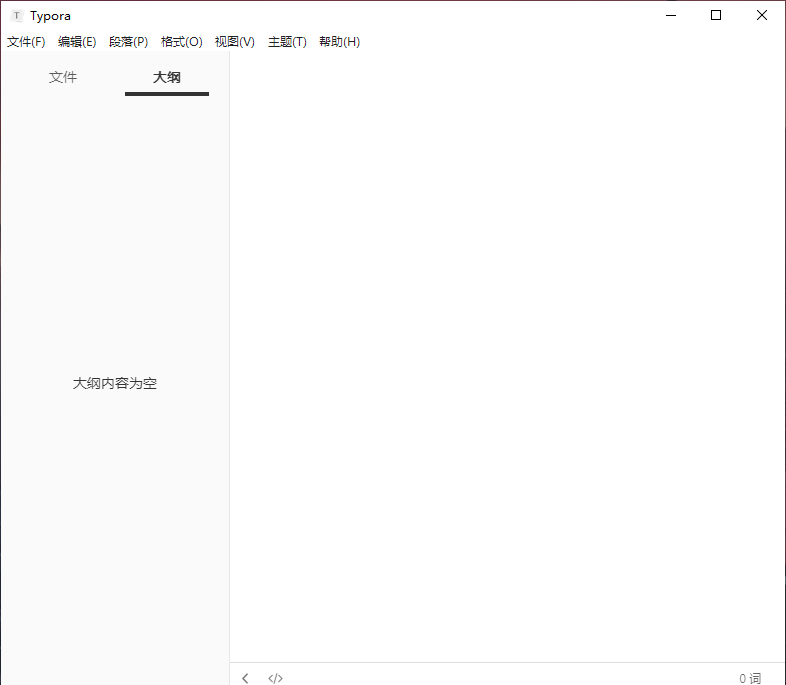 T Typora
文件(F) 编辑(E) 段落(P) 格式(O) 视图(V) 主题(T) 帮助(H)
文件 大纲
大纲内容为空
</> 0 词